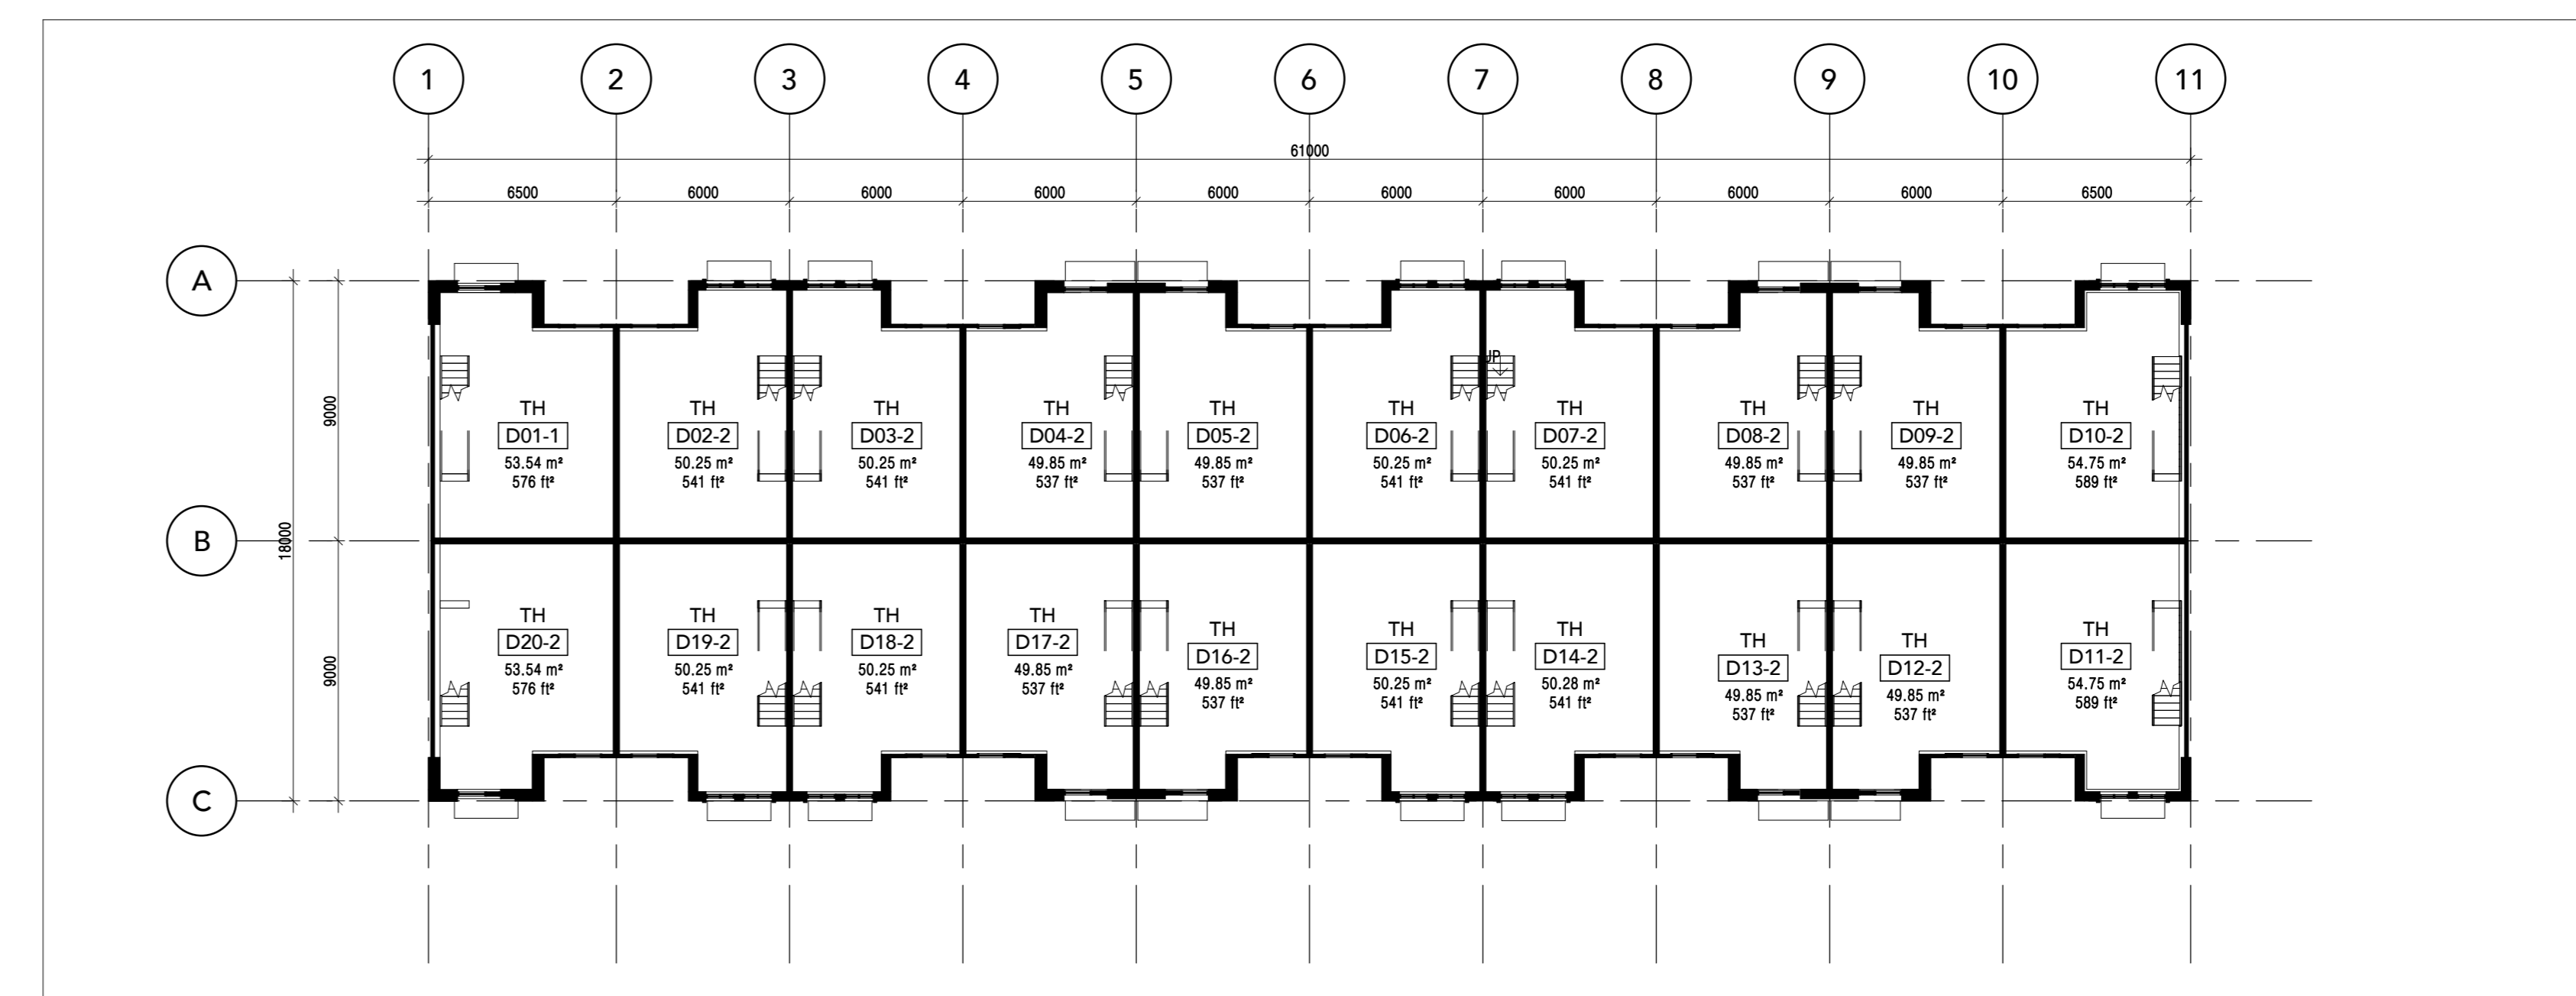 1 2 3 4 5 6 7 8 9 10 11
61000
6500 6000 6000 6000 6000 6000 6000 6000 6000 6500
A
UP
9000
TH TH TH TH TH TH TH TH TH TH
D01-1 D02-2 D03-2 D04-2 D05-2 D06-2 D07-2 D08-2 D09-2 D10-2
53.54 m² 50.25 m² 50.25 m² 49.85 m² 49.85 m² 50.25 m² 50.25 m² 49.85 m² 49.85 m² 54.75 m²
576 ft² 541 ft² 541 ft² 537 ft² 537 ft² 541 ft² 541 ft² 537 ft² 537 ft² 589 ft²
B
18000
9000
TH TH TH TH TH TH TH TH TH TH
D20-2 D19-2 D18-2 D17-2 D16-2 D15-2 D14-2 D13-2 D12-2 D11-2
53.54 m² 50.25 m² 50.25 m² 49.85 m² 49.85 m² 50.25 m² 50.28 m² 49.85 m² 49.85 m² 54.75 m²
576 ft² 541 ft² 541 ft² 537 ft² 537 ft² 541 ft² 541 ft² 537 ft² 537 ft² 589 ft²
C